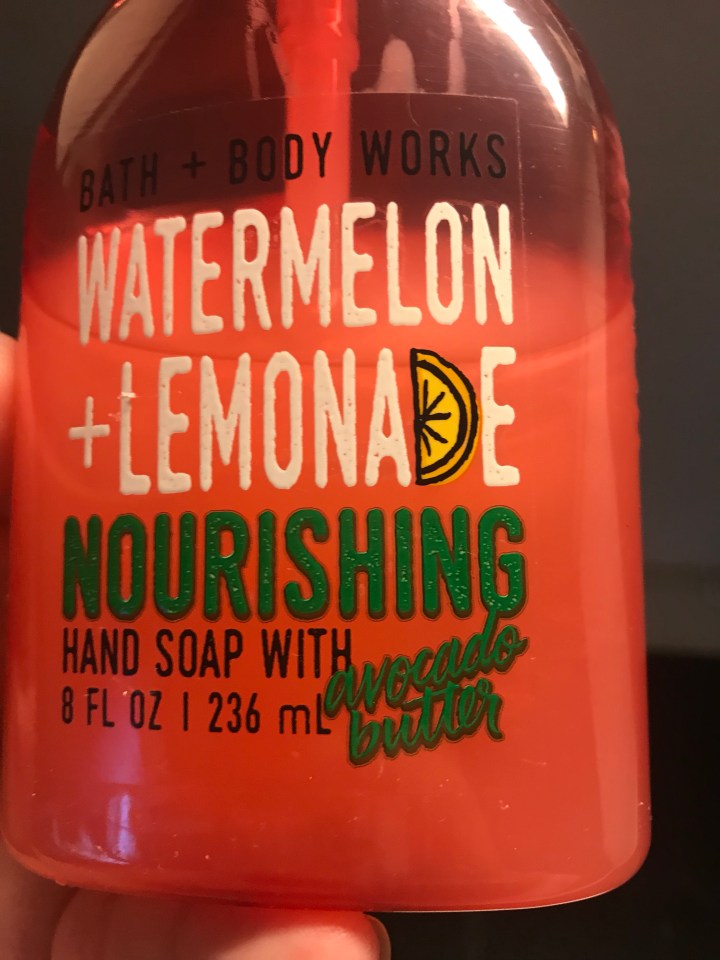 BATH + BODY WORKS
WATERMELON
+LEMONADE
NOURISHING
HAND SOAP WITH
avocado
butter
8 FL OZ | 236 mL